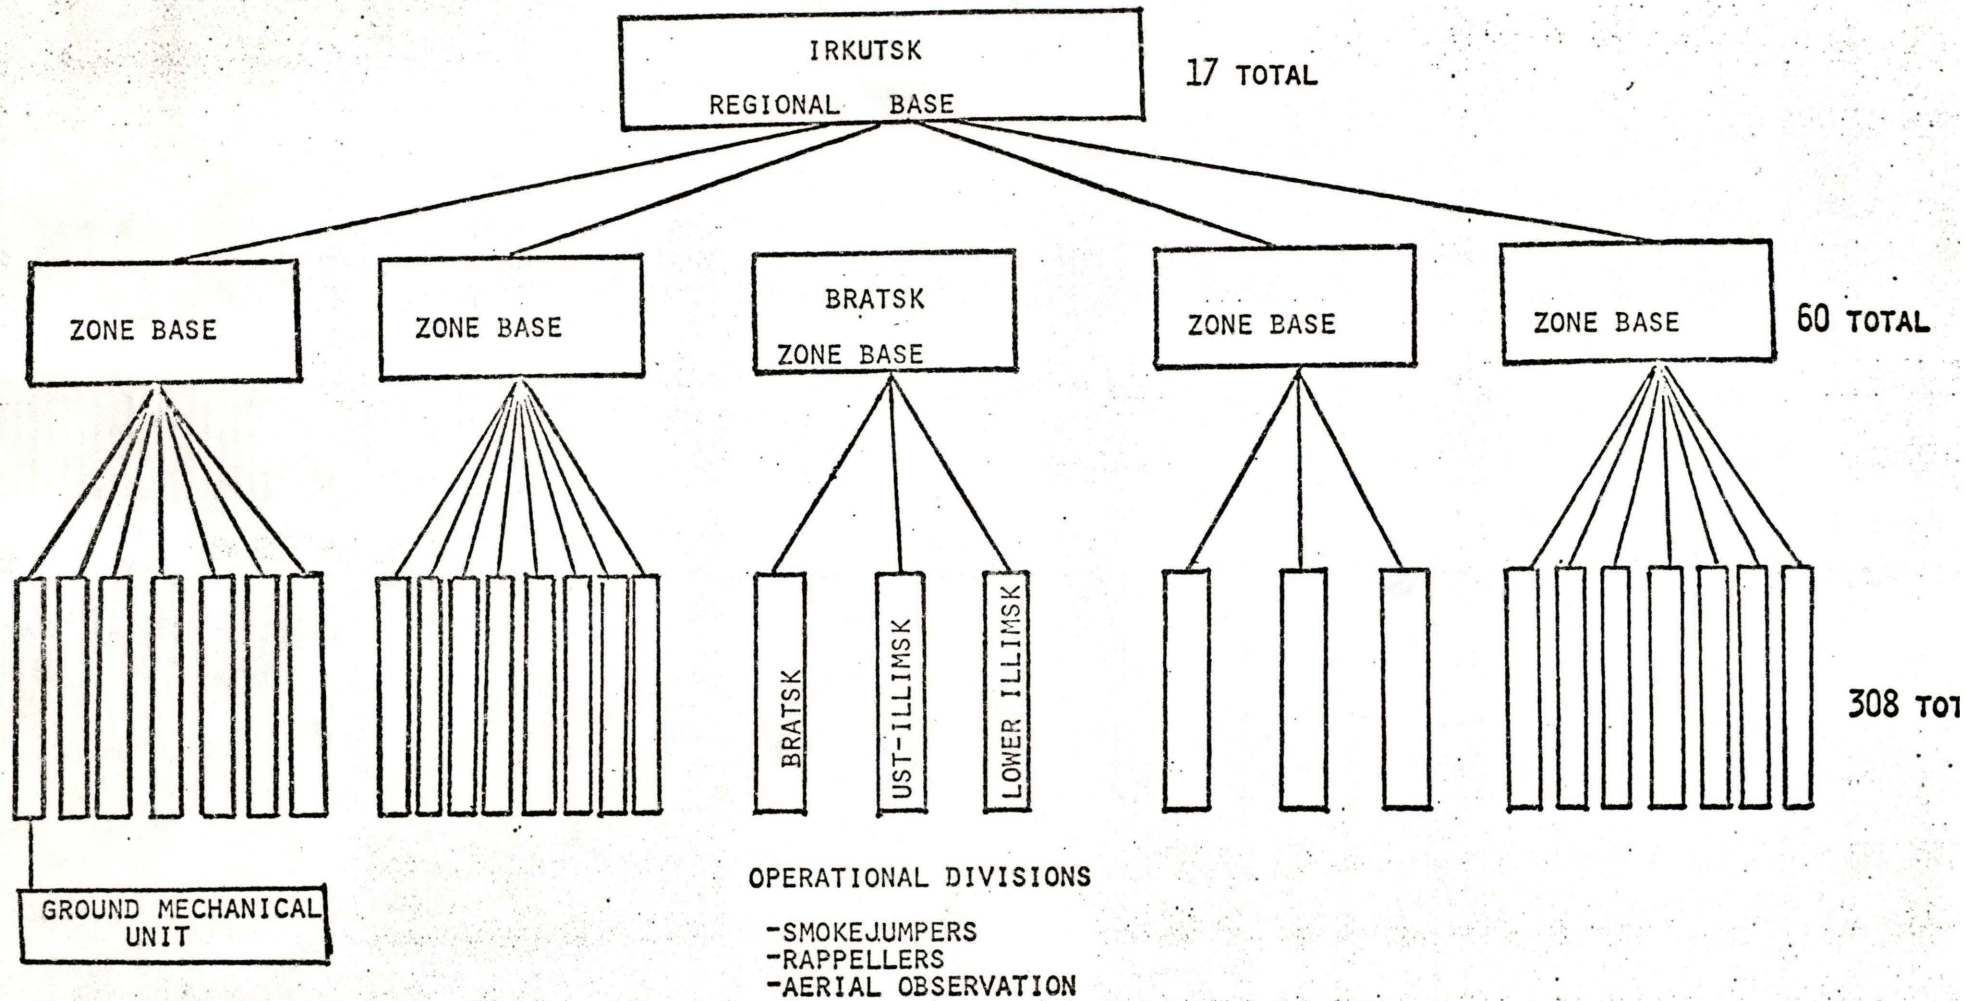 IRKUTSK
REGIONAL BASE
17 TOTAL
ZONE BASE
ZONE BASE
BRATSK
ZONE BASE
ZONE BASE
ZONE BASE
60 TOTAL
BRATSK
UST-ILLIMSK
LOWER ILLIMSK
308 TOT
GROUND MECHANICAL
UNIT
OPERATIONAL DIVISIONS
-SMOKEJUMPERS
-RAPPELLERS
-AERIAL OBSERVATION